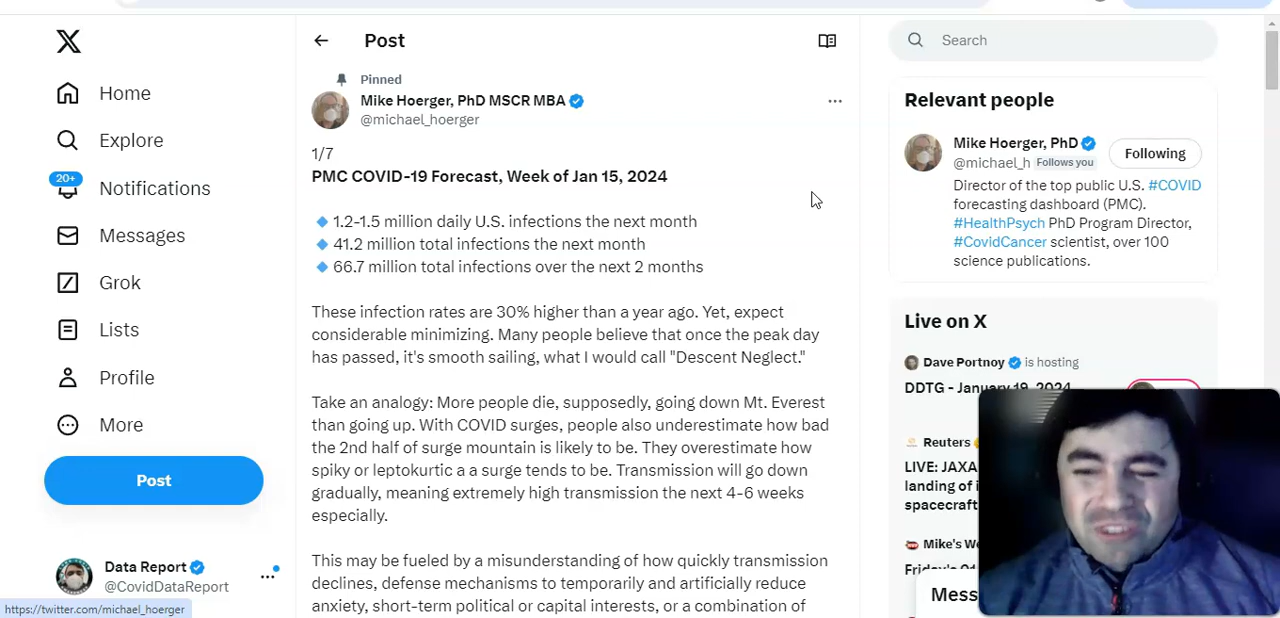 Home
Explore
20+
Notifications
Messages
Grok
Lists
Profile
More
Post
Data Report
@CovidDataReport
https://twitter.com/michael_hoerger
Post
Pinned
Mike Hoerger, PhD MSCR MBA
@michael_hoerger
1/7
PMC COVID-19 Forecast, Week of Jan 15, 2024
1.2-1.5 million daily U.S. infections the next month
41.2 million total infections the next month
66.7 million total infections over the next 2 months
These infection rates are 30% higher than a year ago. Yet, expect
considerable minimizing. Many people believe that once the peak day
has passed, it's smooth sailing, what I would call "Descent Neglect."
Take an analogy: More people die, supposedly, going down Mt. Everest
than going up. With COVID surges, people also underestimate how bad
the 2nd half of surge mountain is likely to be. They overestimate how
spiky or leptokurtic a a surge tends to be. Transmission will go down
gradually, meaning extremely high transmission the next 4-6 weeks
especially.
This may be fueled by a misunderstanding of how quickly transmission
declines, defense mechanisms to temporarily and artificially reduce
anxiety, short-term political or capital interests, or a combination of
Search
Relevant people
Mike Hoerger, PhD
Following
@michael_h Follows you
Director of the top public U.S. #COVID
forecasting dashboard (PMC).
#HealthPsych PhD Program Director,
#CovidCancer scientist, over 100
science publications.
Live on X
Dave Portnoy is hosting
DDTG - January 19, 2024
Reuters
LIVE: JAXA
landing of
spacecraft
Mike's
Mess